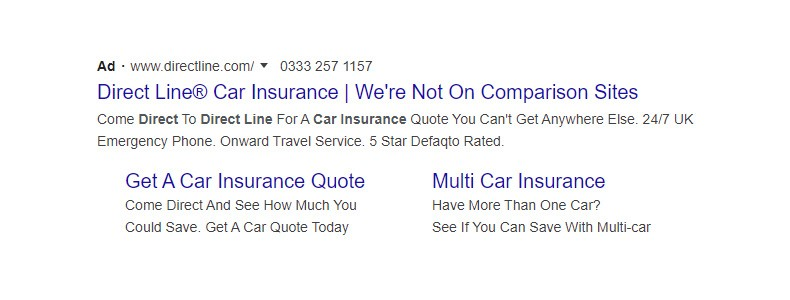 Ad · www.directline.com/ ▼ 0333 257 1157
Direct Line® Car Insurance | We're Not On Comparison Sites
Come Direct To Direct Line For A Car Insurance Quote You Can't Get Anywhere Else. 24/7 UK
Emergency Phone. Onward Travel Service. 5 Star Defaqto Rated.
Get A Car Insurance Quote
Come Direct And See How Much You
Could Save. Get A Car Quote Today
Multi Car Insurance
Have More Than One Car?
See If You Can Save With Multi-car